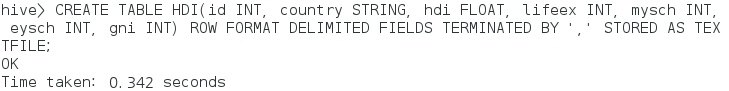 hive> CREATE TABLE HDI(id INT, country STRING, hdi FLOAT, lifeex INT, mysch INT,
 eysch INT, gni INT) ROW FORMAT DELIMITED FIELDS TERMINATED BY ',' STORED AS TEX
TFILE;
OK
Time taken: 0.342 seconds